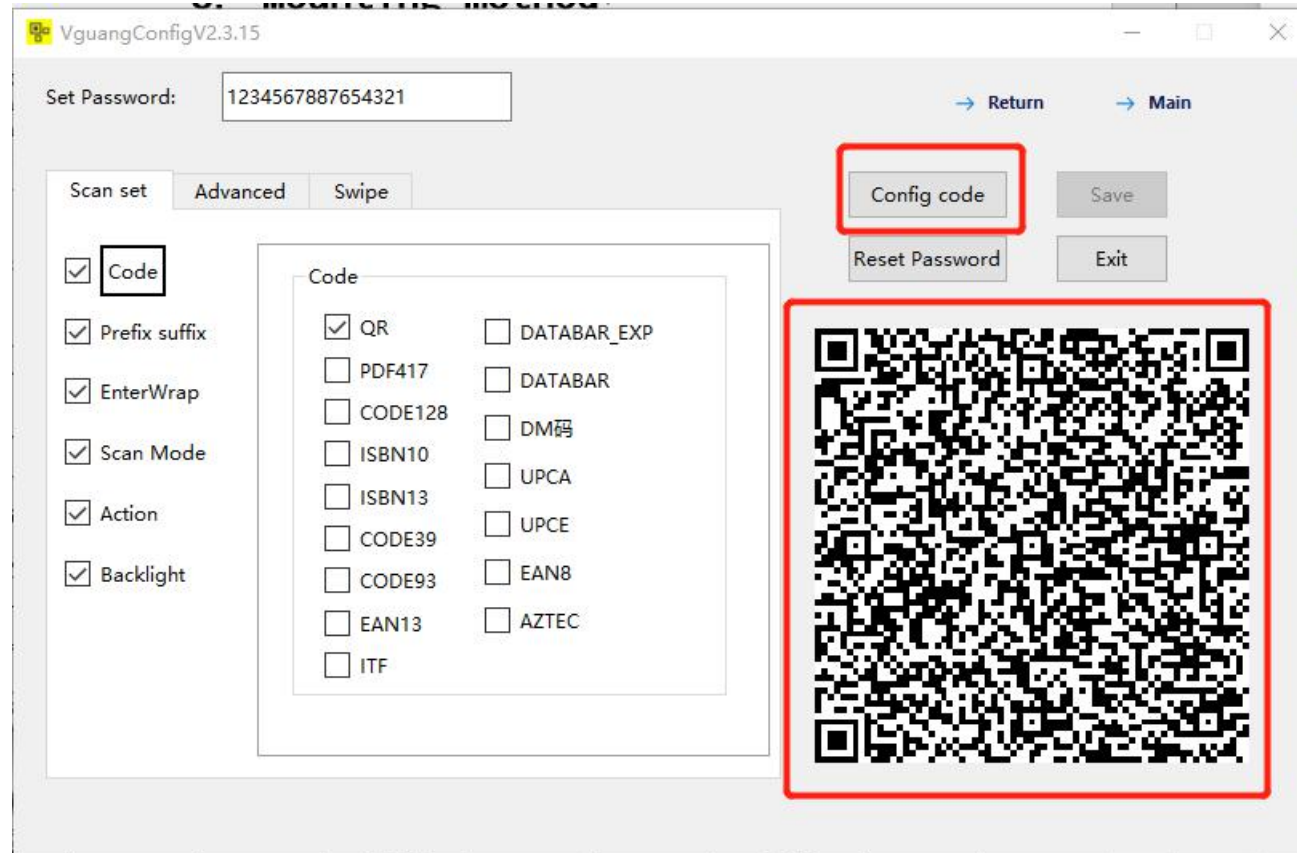 VguangConfigV2.3.15
Set Password: 1234567887654321
→ Return → Main
Scan set Advanced Swipe
Config code Save
Reset Password Exit
Code
Prefix suffix
EnterWrap
Scan Mode
Action
Backlight
Code
QR
PDF417
CODE128
ISBN10
ISBN13
CODE39
CODE93
EAN13
ITF
DATABAR_EXP
DATABAR
DM码
UPCA
UPCE
EAN8
AZTEC